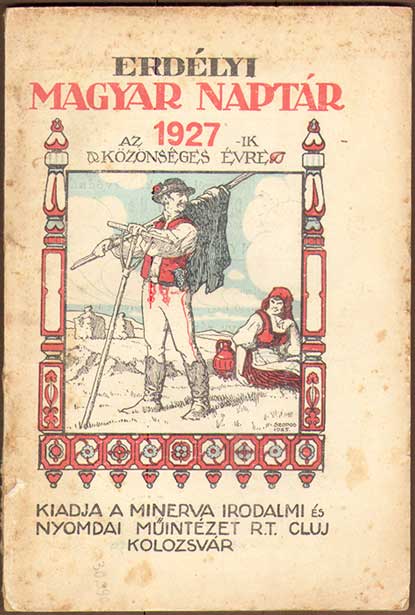 ERDÉLYI
MAGYAR NAPTÁR
AZ 1927 -IK
KÖZÖNSÉGES ÉVRE
KIADJA A MINERVA IRODALMI ÉS
NYOMDAI MŰINTÉZET R.T. CLUJ
KOLOZSVÁR